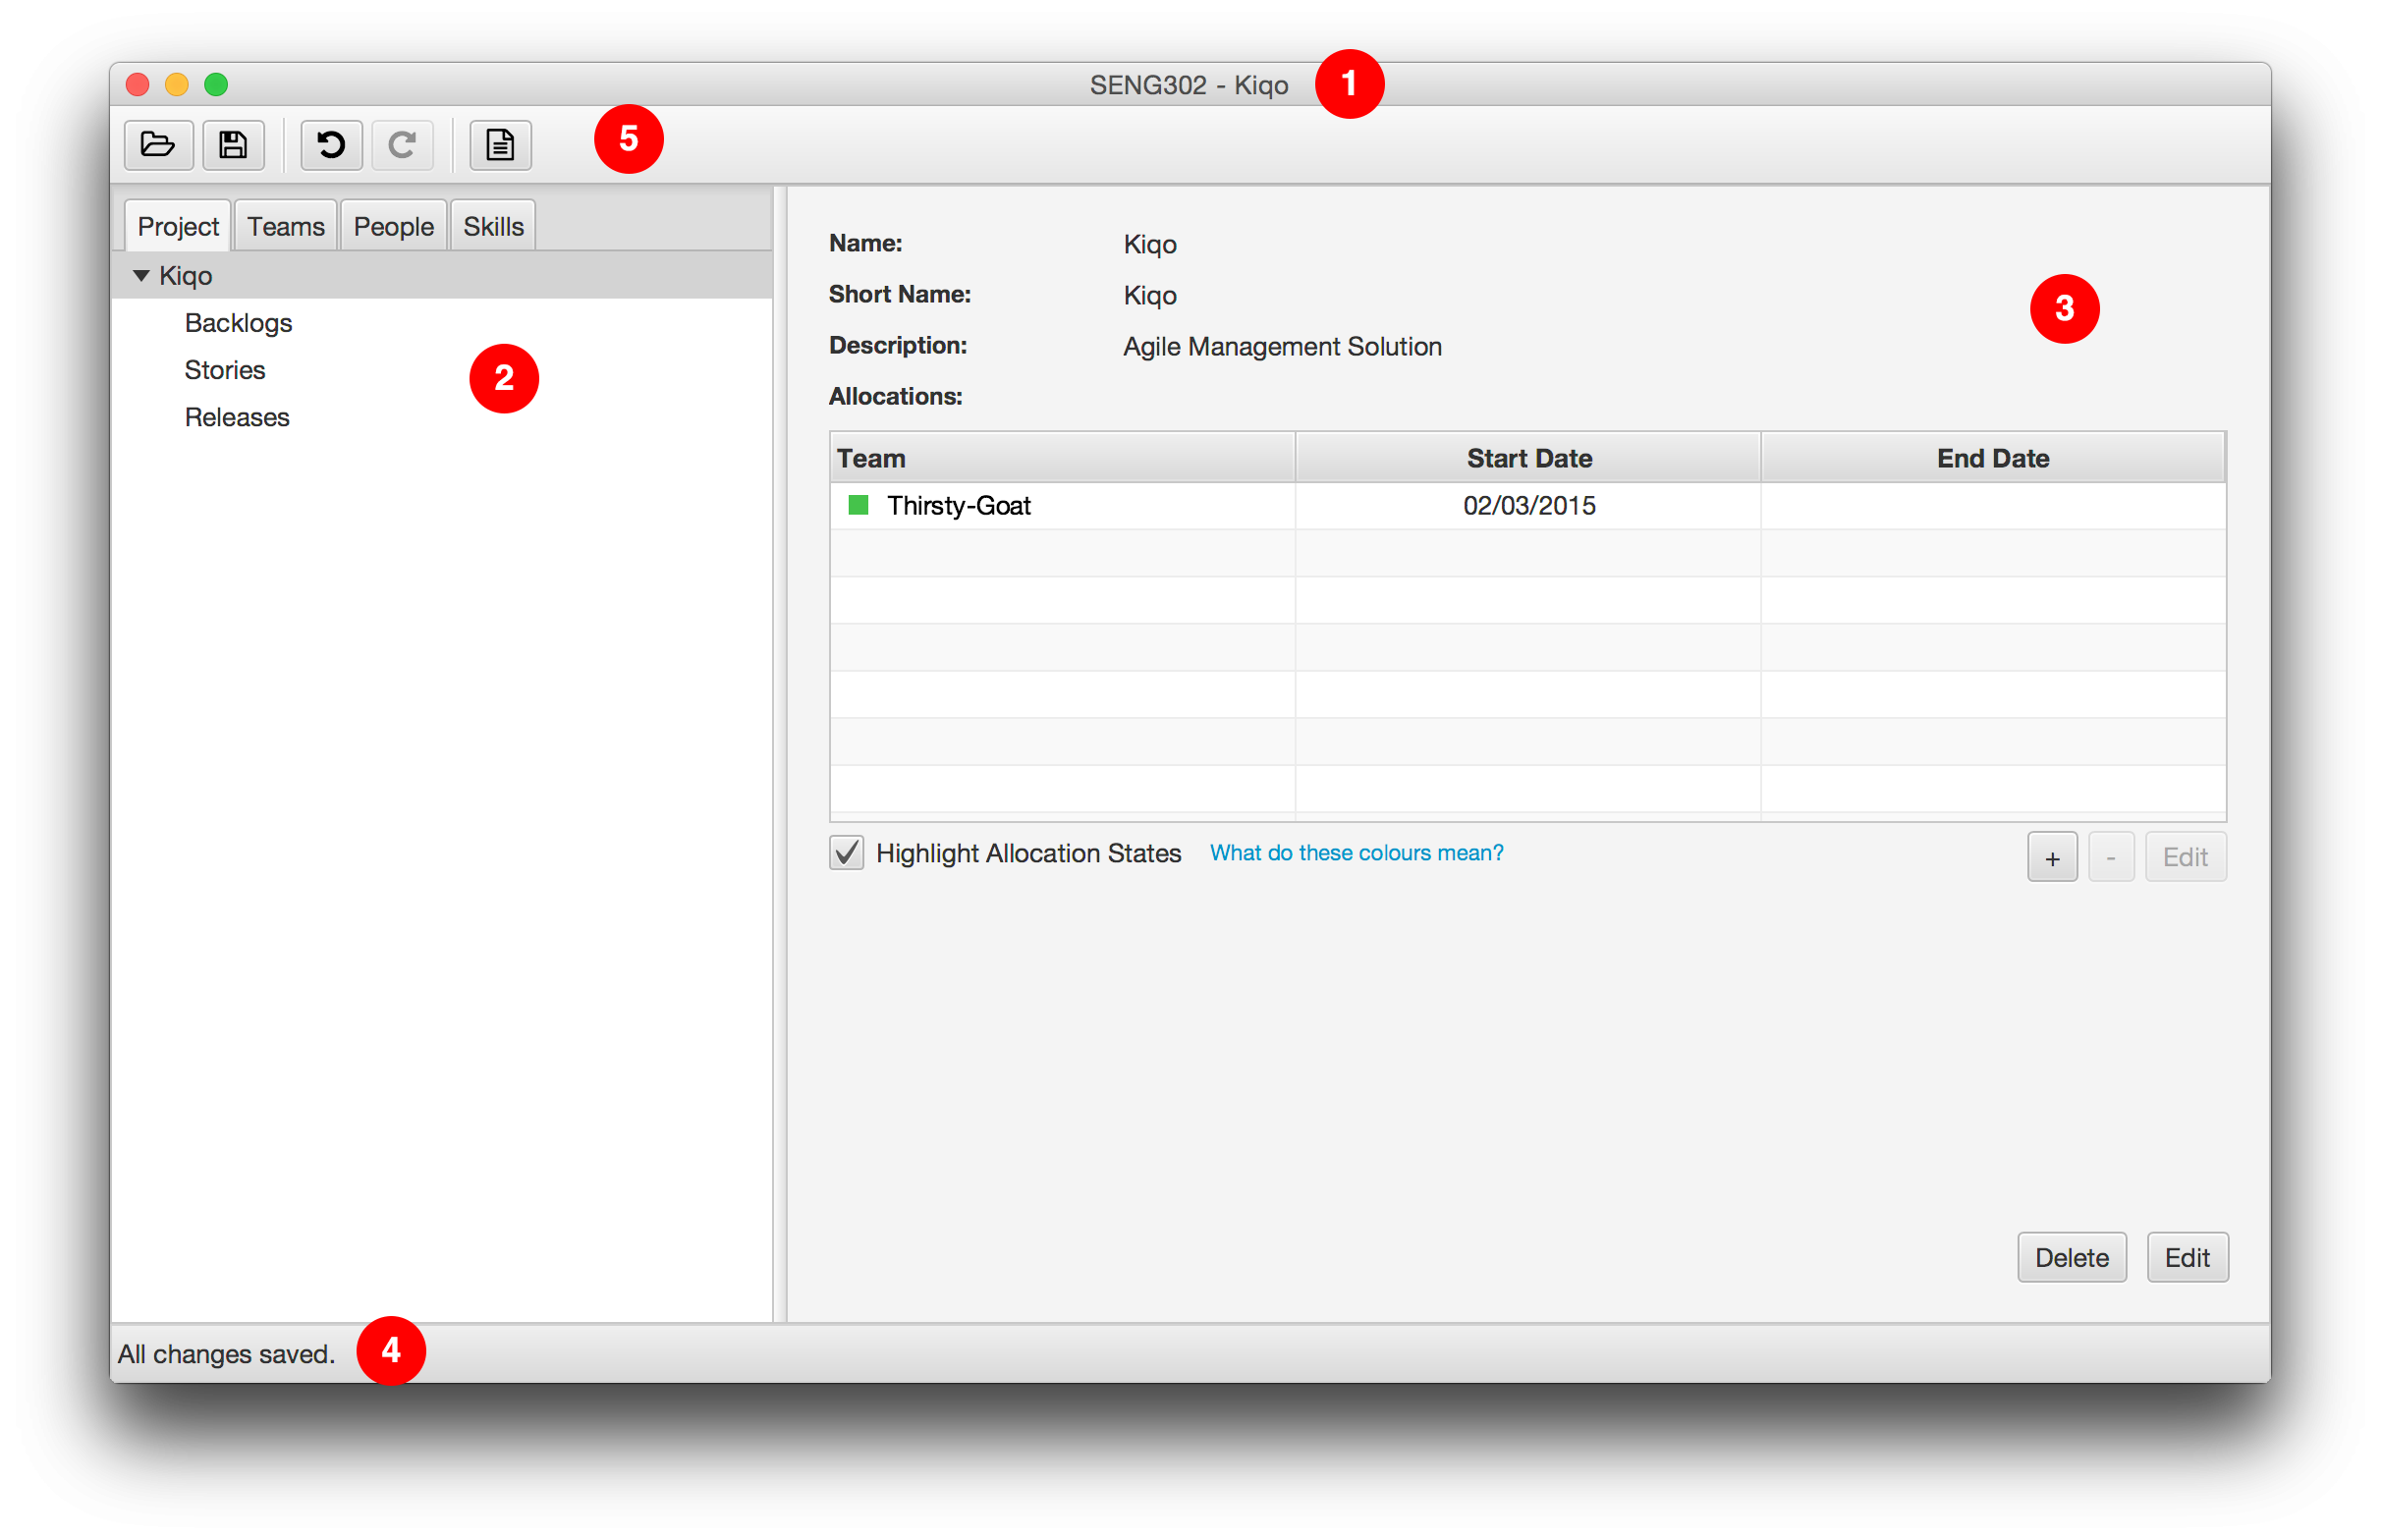 SENG302 - Kiqo 1
5
Project Teams People Skills
Kiqo
Backlogs
Stories
Releases
2
Name: Kiqo
Short Name: Kiqo
Description: Agile Management Solution
Allocations:
3
Team Start Date End Date
Thirsty-Goat 02/03/2015
Highlight Allocation States What do these colours mean? + - Edit
Delete Edit
All changes saved. 4